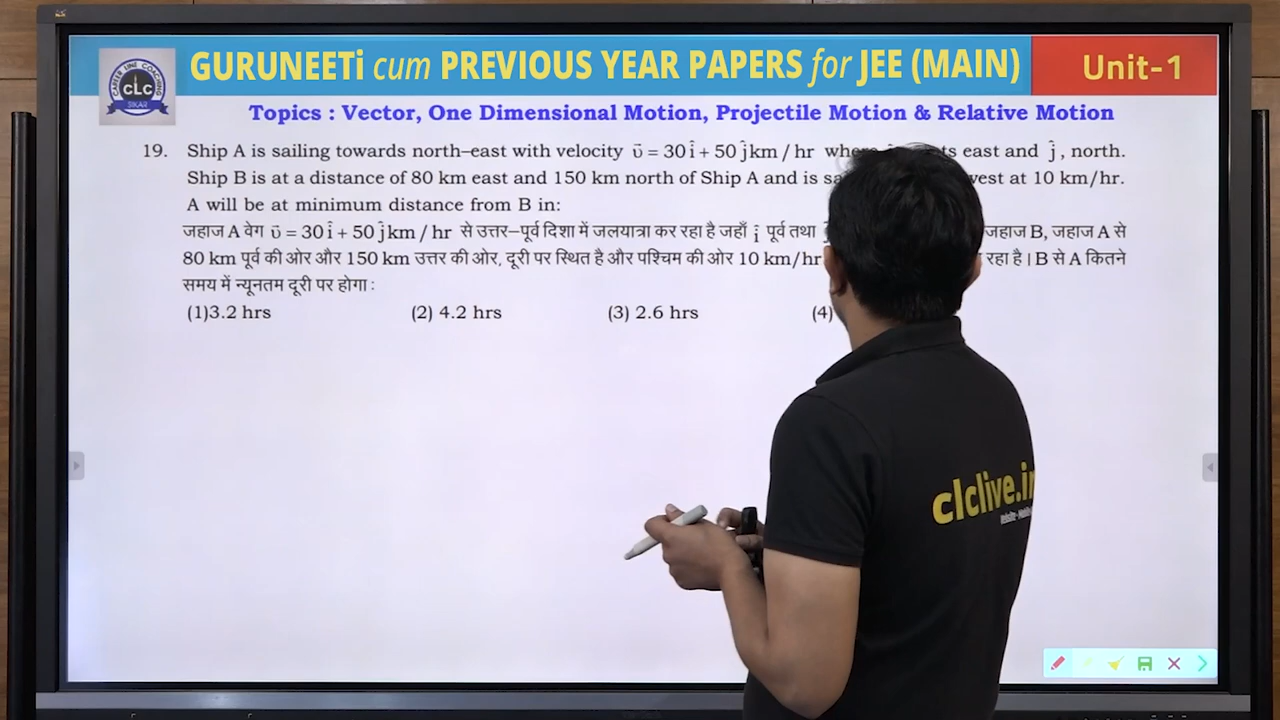 GURUNEETi cum PREVIOUS YEAR PAPERS for JEE (MAIN) Unit-1
CAREER LINE COACHING
CLC
SIKAR
Topics : Vector, One Dimensional Motion, Projectile Motion & Relative Motion
19. Ship A is sailing towards north–east with velocity v⃗ = 30 î + 50 ĵ km / hr east and ĵ , north.
Ship B is at a distance of 80 km east and 150 km north of Ship A and is at 10 km/hr.
A will be at minimum distance from B in:
जहाज A वेग v⃗ = 30 î + 50 ĵ km / hr से उत्तर–पूर्व दिशा में जलयात्रा कर रहा है जहाँ î पूर्व तथा जहाज B, जहाज A से
80 km पूर्व की ओर और 150 km उत्तर की ओर, दूरी पर स्थित है और पश्चिम की ओर 10 km/hr रहा है। B से A कितने
समय में न्यूनतम दूरी पर होगा :
(1)3.2 hrs (2) 4.2 hrs (3) 2.6 hrs (4)
clclive.in